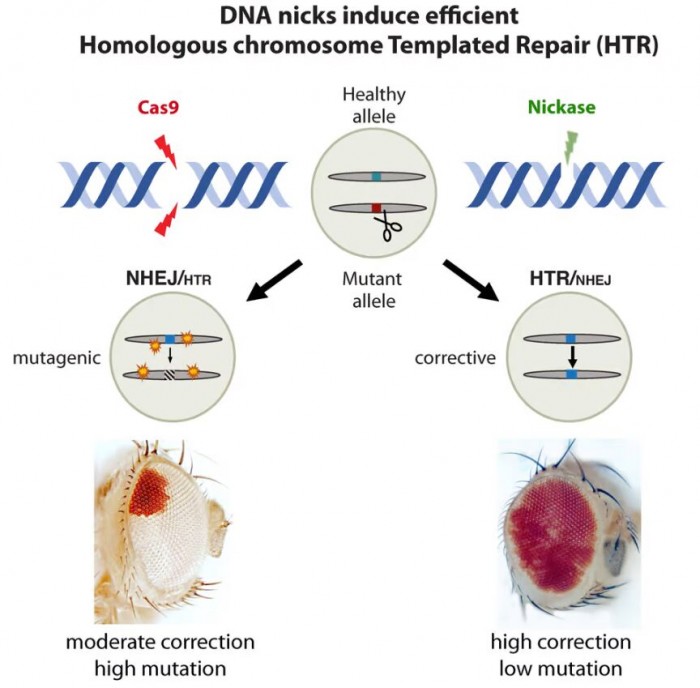 DNA nicks induce efficient
Homologous chromosome Templated Repair (HTR)
Cas9
Healthy
allele
Nickase
NHEJ/HTR
Mutant
allele
HTR/NHEJ
mutagenic
corrective
moderate correction
high mutation
high correction
low mutation